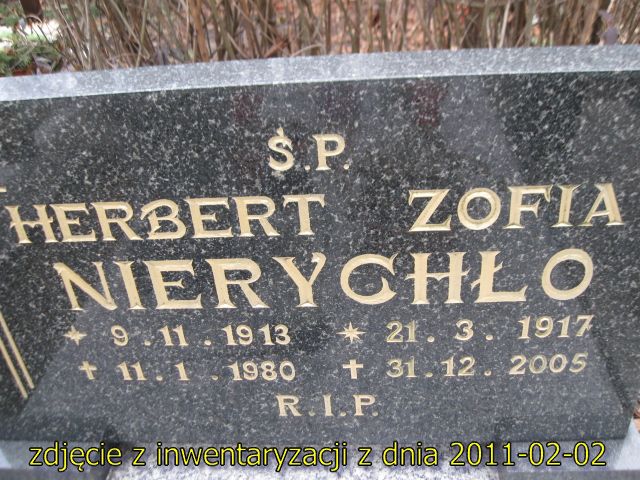 Ś.P.
HERBERT ZOFIA
NIERYCHŁO
* 9.11.1913 * 21.3.1917
✝ 11.1.1980 ✝ 31.12.2005
R.I.P.
zdjęcie z inwentaryzacji z dnia 2011-02-02